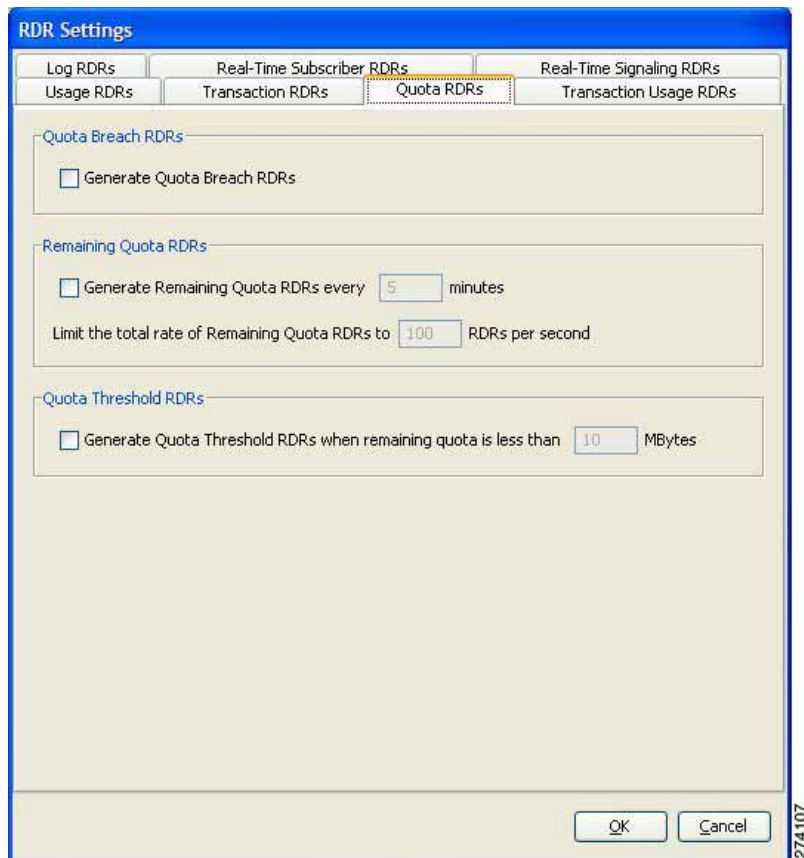 RDR Settings
Log RDRs Real-Time Subscriber RDRs Real-Time Signaling RDRs
Usage RDRs Transaction RDRs Quota RDRs Transaction Usage RDRs
Quota Breach RDRs
Generate Quota Breach RDRs
Remaining Quota RDRs
Generate Remaining Quota RDRs every 5 minutes
Limit the total rate of Remaining Quota RDRs to 100 RDRs per second
Quota Threshold RDRs
Generate Quota Threshold RDRs when remaining quota is less than 10 MBytes
OK Cancel
274107